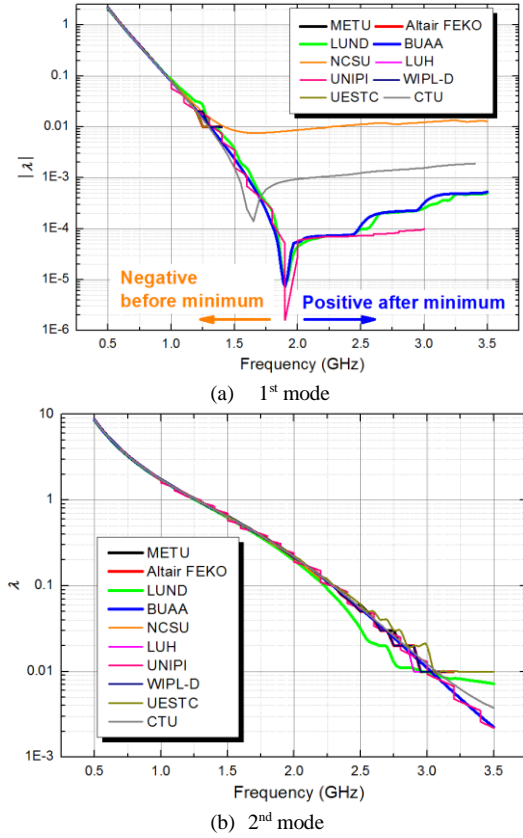 1
0.1
0.01
1E-3
1E-4
1E-5
1E-6
|λ|
METU
Altair FEKO
LUND
BUAA
NCSU
LUH
UNIPI
WIPL-D
UESTC
CTU
Negative
before minimum
Positive after minimum
0.5 1.0 1.5 2.0 2.5 3.0 3.5
Frequency (GHz)
(a) 1st mode
10
1
0.1
0.01
1E-3
λ
METU
Altair FEKO
LUND
BUAA
NCSU
LUH
UNIPI
WIPL-D
UESTC
CTU
0.5 1.0 1.5 2.0 2.5 3.0 3.5
Frequency (GHz)
(b) 2nd mode